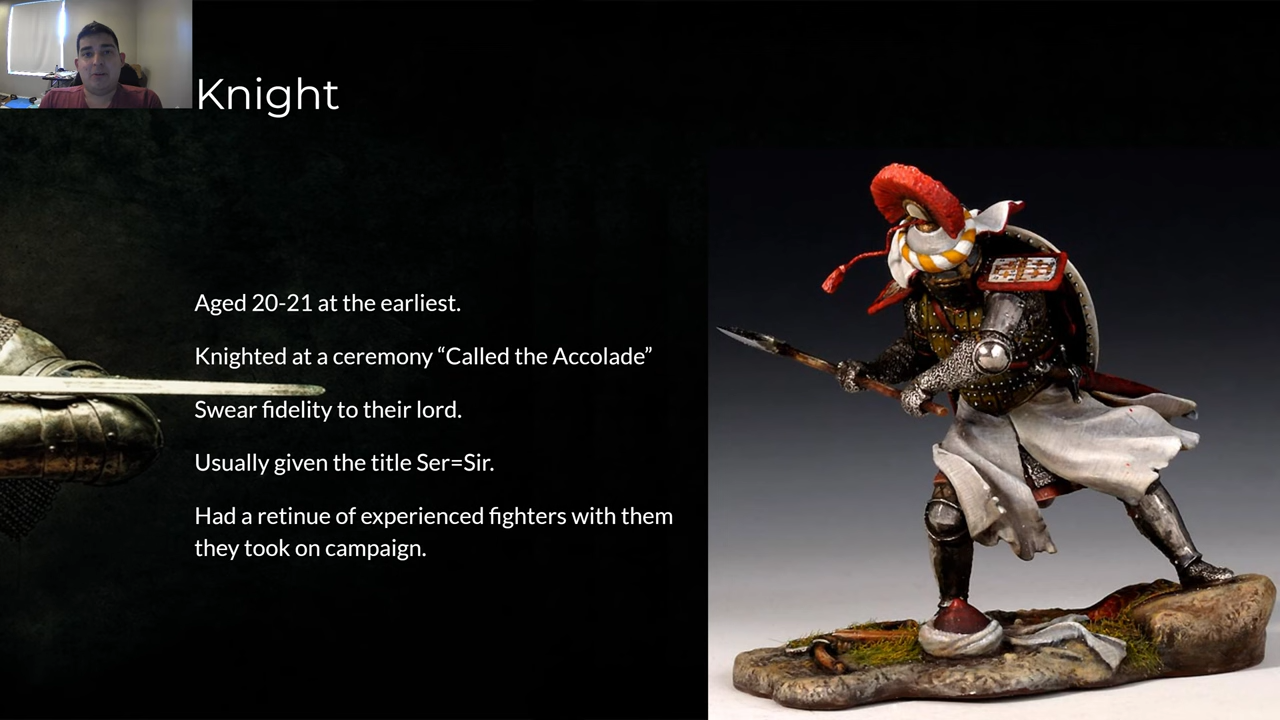 Knight
Aged 20-21 at the earliest.
Knighted at a ceremony “Called the Accolade”
Swear fidelity to their lord.
Usually given the title Ser=Sir.
Had a retinue of experienced fighters with them
they took on campaign.